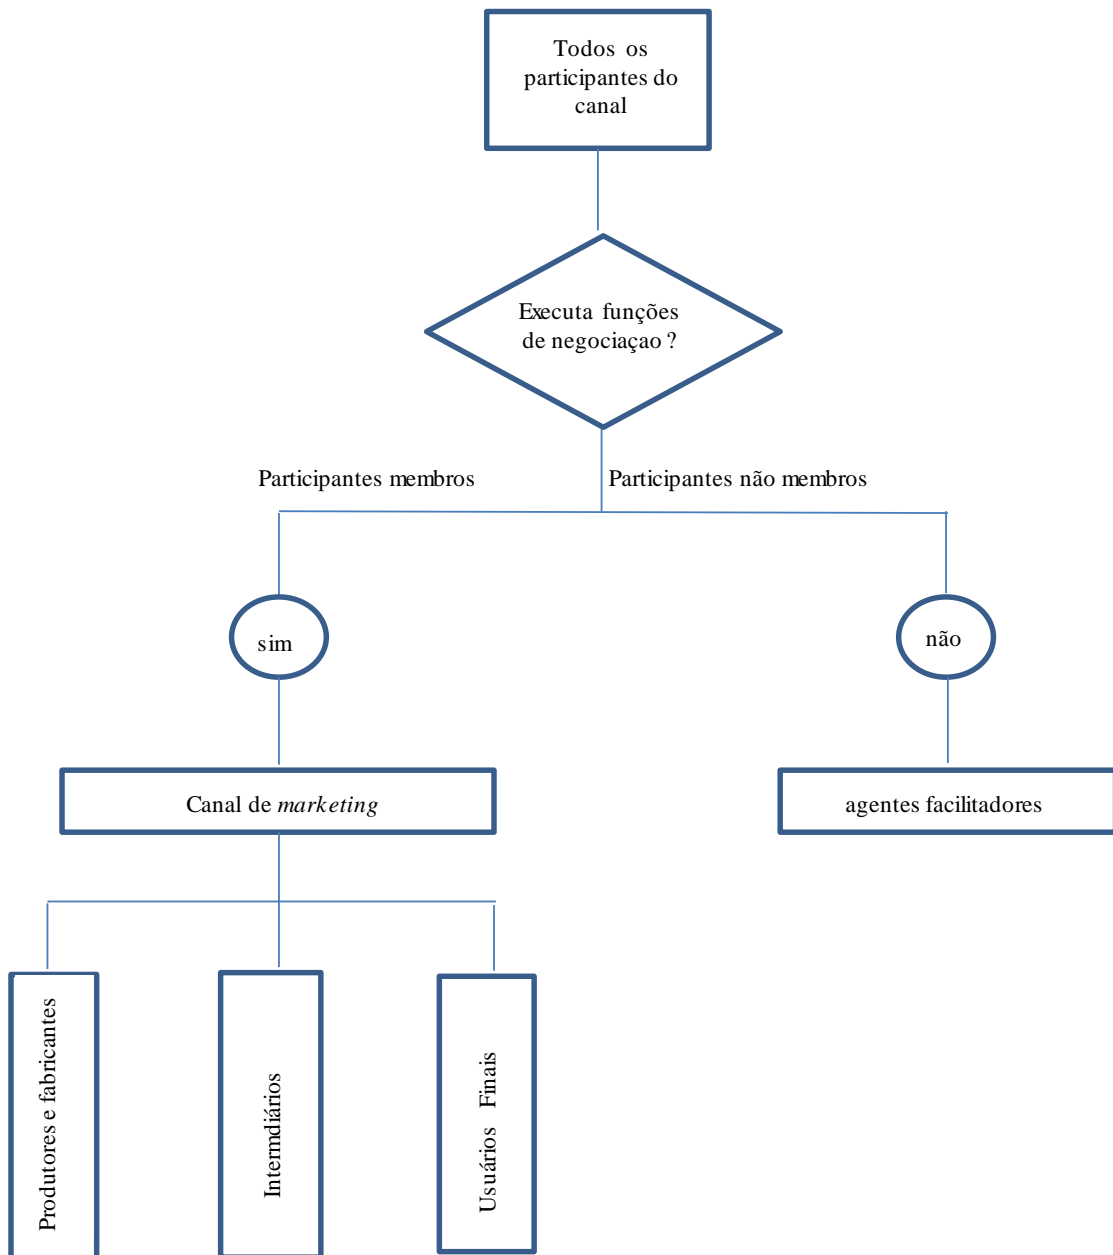 Todos os
participantes do
canal
Executa funções
de negociaçao ?
Participantes membros
Participantes não membros
sim
não
Canal de marketing
agentes facilitadores
Produtores e fabricantes
Intermdiários
Usuários Finais